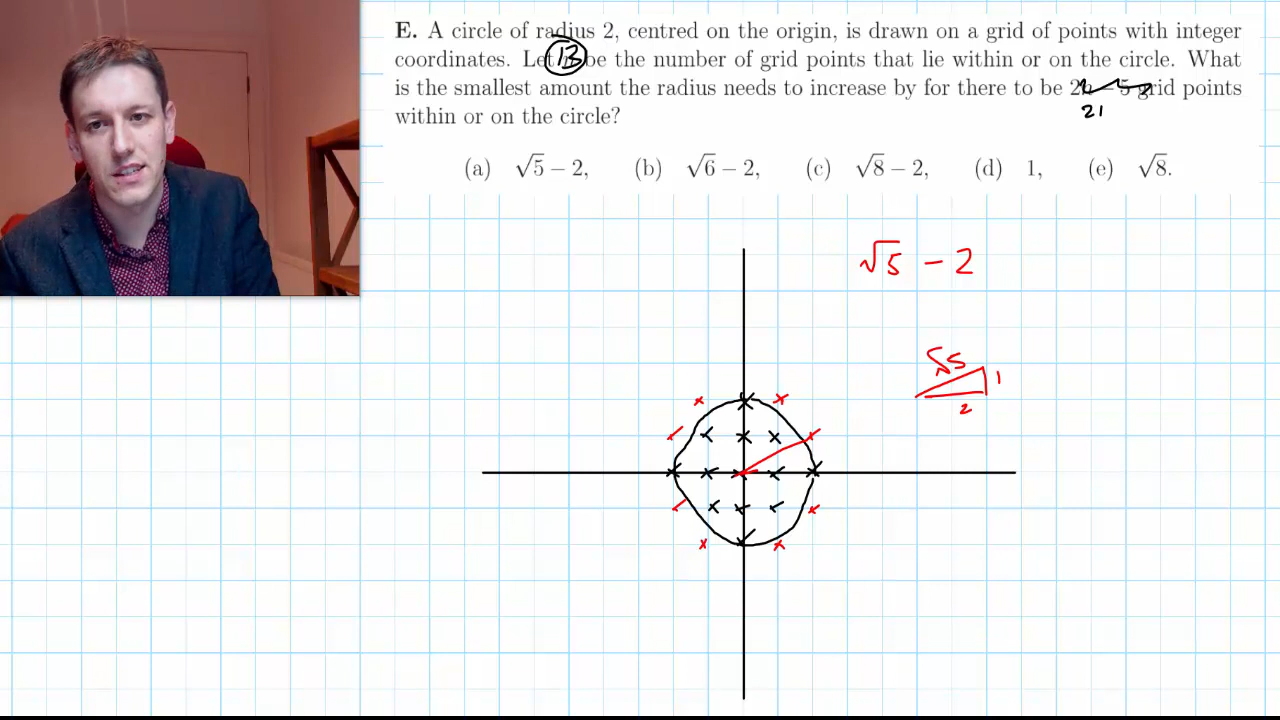 E. A circle of radius 2, centred on the origin, is drawn on a grid of points with integer
coordinates. Let 13 be the number of grid points that lie within or on the circle. What
is the smallest amount the radius needs to increase by for there to be 2n − 5 grid points
21
within or on the circle?
(a) √5 − 2, (b) √6 − 2, (c) √8 − 2, (d) 1, (e) √8.
√5 − 2
√5
1
2